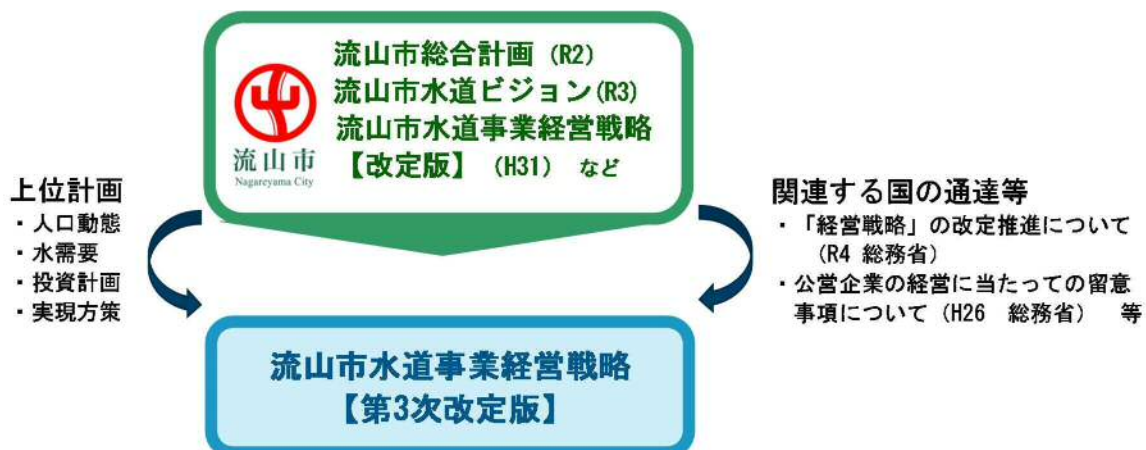 流山市総合計画（R2）
流山市水道ビジョン(R3)
流山市水道事業経営戦略
【改定版】（H31） など
流山市
Nagareyama City
上位計画
・人口動態
・水需要
・投資計画
・実現方策
関連する国の通達等
・「経営戦略」の改定推進について
（R4 総務省）
・公営企業の経営に当たっての留意
事項について（H26 総務省） 等
流山市水道事業経営戦略
【第3次改定版】